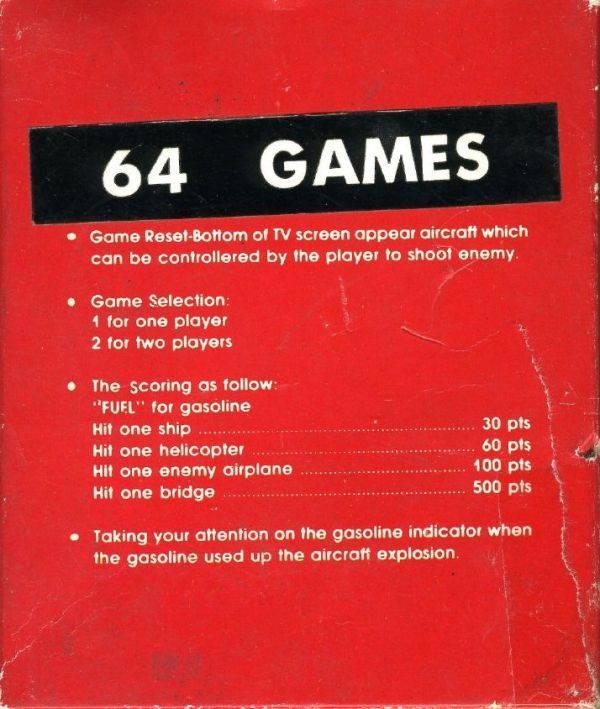 64 GAMES
• Game Reset-Bottom of TV screen appear aircraft which
can be controllered by the player to shoot enemy.
• Game Selection:
1 for one player
2 for two players
• The Scoring as follow:
"FUEL" for gasoline
Hit one ship ........................................ 30 pts
Hit one helicopter ................................ 60 pts
Hit one enemy airplane ......................... 100 pts
Hit one bridge ..................................... 500 pts
• Taking your attention on the gasoline indicator when
the gasoline used up the aircraft explosion.